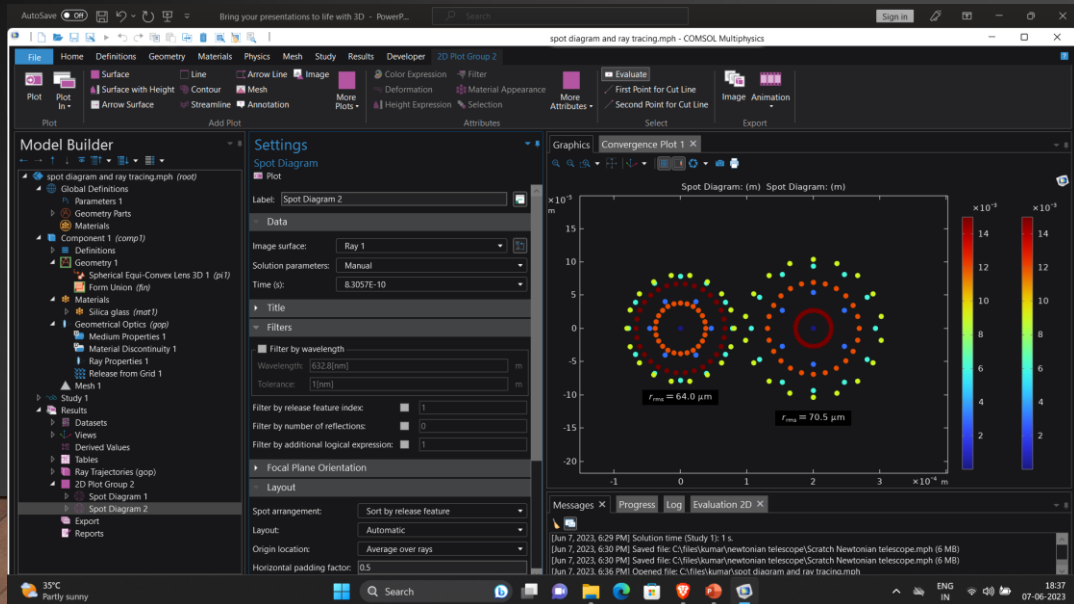 AutoSave Off Bring your presentations to life with 3D - PowerP... Search Sign in
spot diagram and ray tracing.mph - COMSOL Multiphysics
File Home Definitions Geometry Materials Physics Mesh Study Results Developer 2D Plot Group 2
Plot
Plot In
Plot
Surface
Surface with Height
Arrow Surface
Line
Contour
Streamline
Arrow Line
Mesh
Annotation
Image
More Plots
Add Plot
Color Expression
Deformation
Height Expression
Filter
Material Appearance
Selection
More Attributes
Attributes
Evaluate
First Point for Cut Line
Second Point for Cut Line
Select
Image
Animation
Export
Model Builder
spot diagram and ray tracing.mph (root)
Global Definitions
Pi Parameters 1
Geometry Parts
Materials
Component 1 (comp1)
Definitions
Geometry 1
Spherical Equi-Convex Lens 3D 1 (pi1)
Form Union (fin)
Materials
Silica glass (mat1)
Geometrical Optics (gop)
Medium Properties 1
Material Discontinuity 1
Ray Properties 1
Release from Grid 1
Mesh 1
Study 1
Results
Datasets
Views
Derived Values
Tables
Ray Trajectories (gop)
2D Plot Group 2
Spot Diagram 1
Spot Diagram 2
Export
Reports
Settings
Spot Diagram
Plot
Label: Spot Diagram 2
Data
Image surface: Ray 1
Solution parameters: Manual
Time (s): 8.3057E-10
Title
Filters
Filter by wavelength
Wavelength: 632.8[nm] m
Tolerance: 1[nm] m
Filter by release feature index: 1
Filter by number of reflections: 0
Filter by additional logical expression: 1
Focal Plane Orientation
Layout
Spot arrangement: Sort by release feature
Layout: Automatic
Origin location: Average over rays
Horizontal padding factor: 0.5
Graphics Convergence Plot 1
Spot Diagram: (m) Spot Diagram: (m)
×10⁻⁵
m
15
10
5
0
-5
-10
-15
-20
-1 0 1 2 3 ×10⁻⁴ m
r_rms = 64.0 μm
r_rms = 70.5 μm
×10⁻³
14
12
10
8
6
4
2
×10⁻³
14
12
10
8
6
4
2
Messages Progress Log Evaluation 2D
[Jun 7, 2023, 6:29 PM] Solution time (Study 1): 1 s.
[Jun 7, 2023, 6:30 PM] Saved file: C:\files\kumar\newtonian telescope\Scratch Newtonian telescope.mph (6 MB)
[Jun 7, 2023, 6:30 PM] Saved file: C:\files\kumar\newtonian telescope\Scratch Newtonian telescope.mph (6 MB)
[Jun 7, 2023, 6:36 PM] Opened file: C:\files\kumar\spot diagram and ray tracing.mph
35°C
Partly sunny
Search
ENG
IN
18:37
07-06-2023